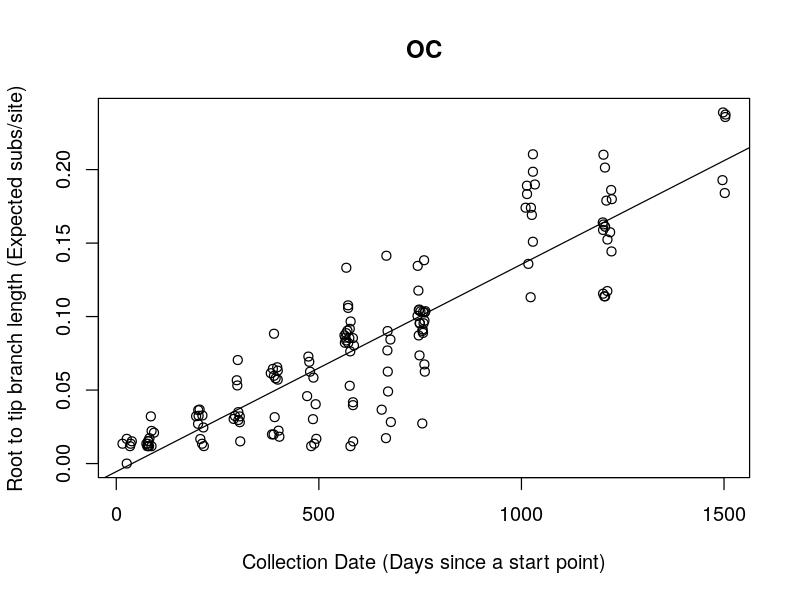 OC
Root to tip branch length (Expected subs/site)
0.20
0.15
0.10
0.05
0.00
0 500 1000 1500
Collection Date (Days since a start point)